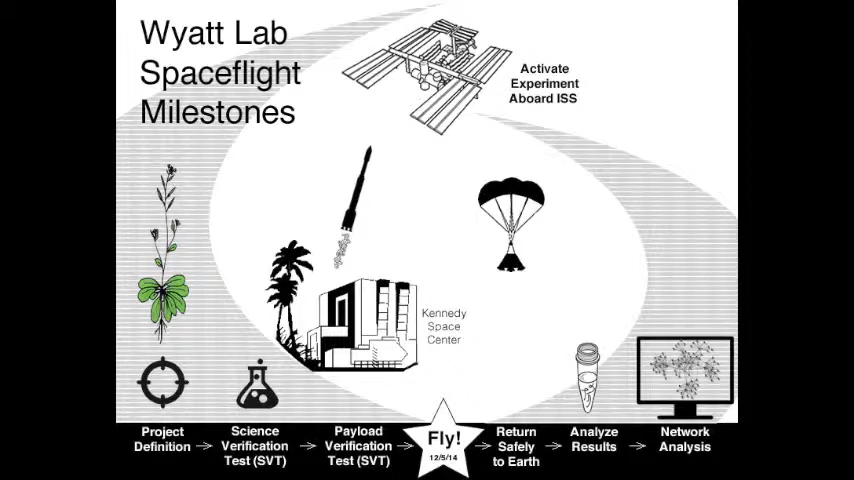 Wyatt Lab
Spaceflight
Milestones
Activate
Experiment
Aboard ISS
Kennedy
Space
Center
Project
Definition
Science
Verification
Test (SVT)
Payload
Verification
Test (SVT)
Fly!
12/5/14
Return
Safely
to Earth
Analyze
Results
Network
Analysis